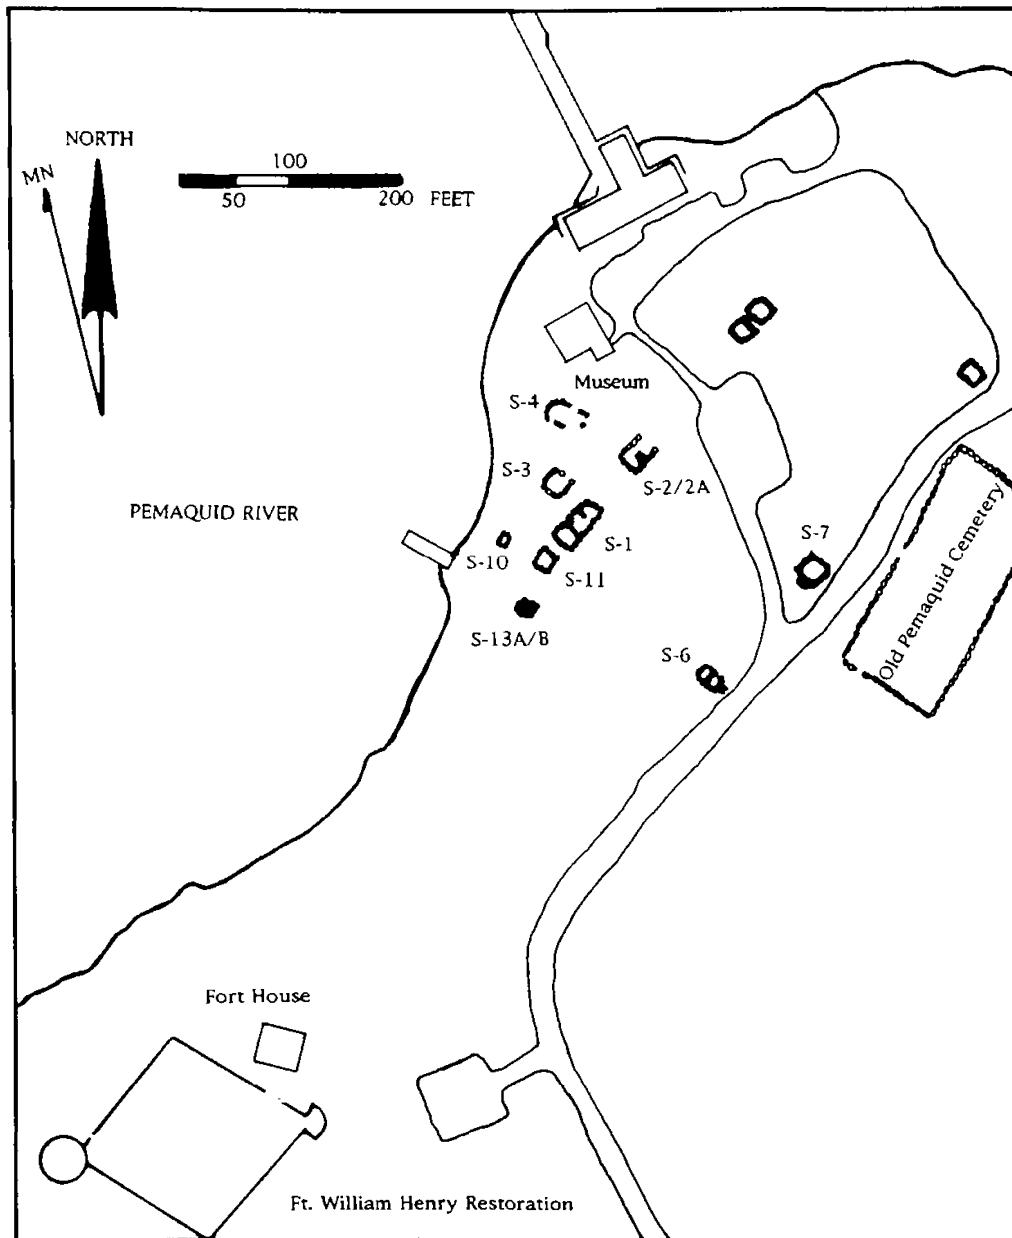 NORTH
MN
100
50
200 FEET
Museum
S-4
S-3
S-2/2A
PEMAQUID RIVER
S-1
S-7
S-10
S-11
S-13A/B
S-6
Old Pemaquid Cemetery
Fort House
Ft. William Henry Restoration